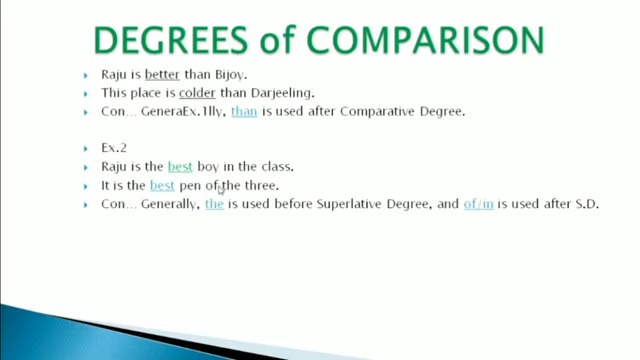 DEGREES of COMPARISON
Raju is better than Bijoy.
This place is colder than Darjeeling.
Con... GeneraEx.1lly, than is used after Comparative Degree.
Ex.2
Raju is the best boy in the class.
It is the best pen of the three.
Con... Generally, the is used before Superlative Degree, and of/in is used after S.D.